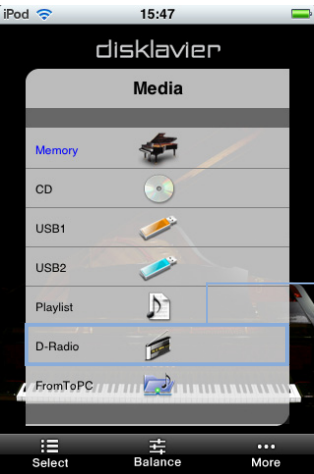 iPod 15:47
disklavier
Media
Memory
CD
USB1
USB2
Playlist
D-Radio
FromToPC
Select Balance More